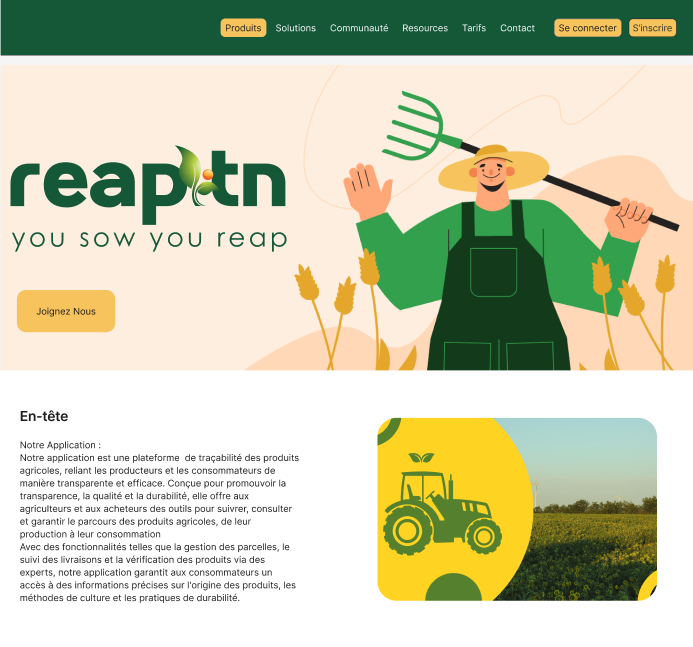 Produits Solutions Communauté Resources Tarifs Contact Se connecter S'inscrire
reap.tn
you sow you reap
Joignez Nous
En-tête
Notre Application :
Notre application est une plateforme  de traçabilité des produits
agricoles, reliant les producteurs et les consommateurs de
manière transparente et efficace. Conçue pour promouvoir la
transparence, la qualité et la durabilité, elle offre aux
agriculteurs et aux acheteurs des outils pour suivrer, consulter
et garantir le parcours des produits agricoles, de leur
production à leur consommation
Avec des fonctionnalités telles que la gestion des parcelles, le
suivi des livraisons et la vérification des produits via des
experts, notre application garantit aux consommateurs un
accès à des informations précises sur l'origine des produits, les
méthodes de culture et les pratiques de durabilité.